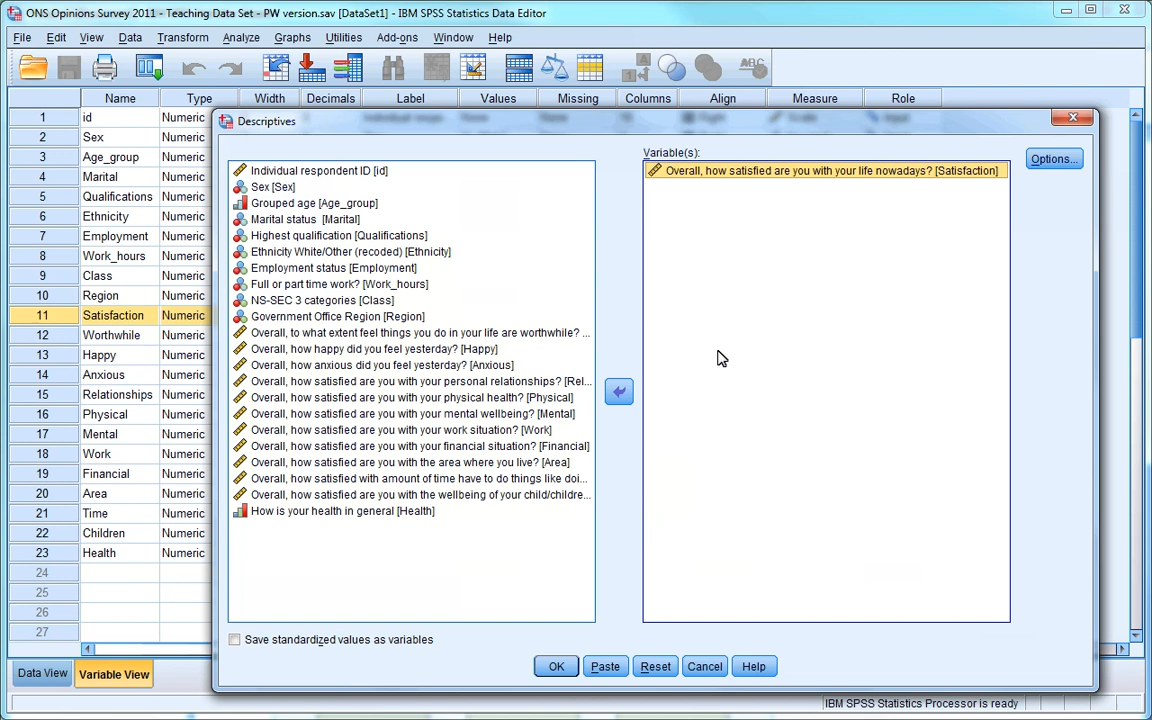 ONS Opinions Survey 2011 - Teaching Data Set - PW version.sav [DataSet1] - IBM SPSS Statistics Data Editor
File Edit View Data Transform Analyze Graphs Utilities Add-ons Window Help
Name Type Width Decimals Label Values Missing Columns Align Measure Role
1 id Numeric
2 Sex Numeric
3 Age_group Numeric
4 Marital Numeric
5 Qualifications Numeric
6 Ethnicity Numeric
7 Employment Numeric
8 Work_hours Numeric
9 Class Numeric
10 Region Numeric
11 Satisfaction Numeric
12 Worthwhile Numeric
13 Happy Numeric
14 Anxious Numeric
15 Relationships Numeric
16 Physical Numeric
17 Mental Numeric
18 Work Numeric
19 Financial Numeric
20 Area Numeric
21 Time Numeric
22 Children Numeric
23 Health Numeric
24
25
26
27
Descriptives
Individual respondent ID [id]
Sex [Sex]
Grouped age [Age_group]
Marital status [Marital]
Highest qualification [Qualifications]
Ethnicity White/Other (recoded) [Ethnicity]
Employment status [Employment]
Full or part time work? [Work_hours]
NS-SEC 3 categories [Class]
Government Office Region [Region]
Overall, to what extent feel things you do in your life are worthwhile? ...
Overall, how happy did you feel yesterday? [Happy]
Overall, how anxious did you feel yesterday? [Anxious]
Overall, how satisfied are you with your personal relationships? [Rel...
Overall, how satisfied are you with your physical health? [Physical]
Overall, how satisfied are you with your mental wellbeing? [Mental]
Overall, how satisfied are you with your work situation? [Work]
Overall, how satisfied are you with your financial situation? [Financial]
Overall, how satisfied are you with the area where you live? [Area]
Overall, how satisfied with amount of time have to do things like doi...
Overall, how satisfied are you with the wellbeing of your child/childre...
How is your health in general [Health]
Variable(s):
Overall, how satisfied are you with your life nowadays? [Satisfaction]
Options...
Save standardized values as variables
OK Paste Reset Cancel Help
Data View Variable View
IBM SPSS Statistics Processor is ready